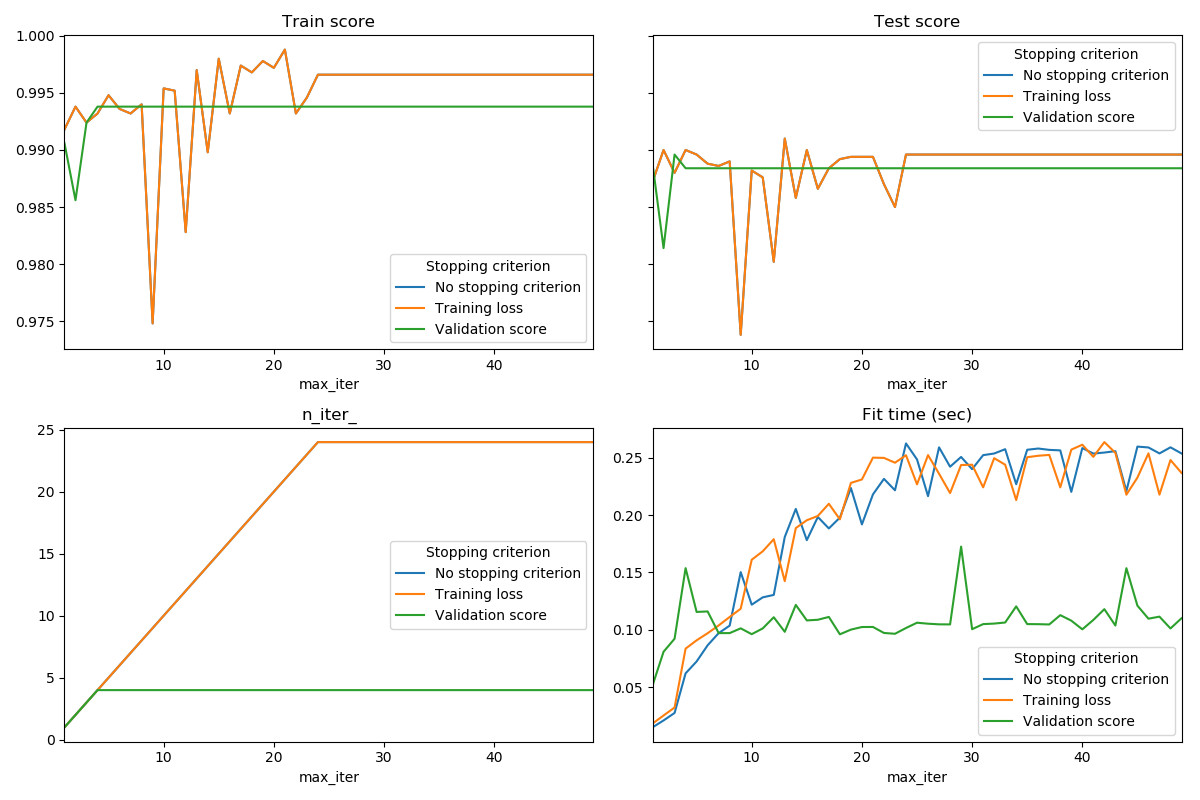 Train score
1.000
0.995
0.990
0.985
0.980
0.975
Stopping criterion
No stopping criterion
Training loss
Validation score
10 20 30 40
max_iter
Test score
Stopping criterion
No stopping criterion
Training loss
Validation score
10 20 30 40
max_iter
n_iter_
25
20
15
10
5
0
Stopping criterion
No stopping criterion
Training loss
Validation score
10 20 30 40
max_iter
Fit time (sec)
0.25
0.20
0.15
0.10
0.05
Stopping criterion
No stopping criterion
Training loss
Validation score
10 20 30 40
max_iter